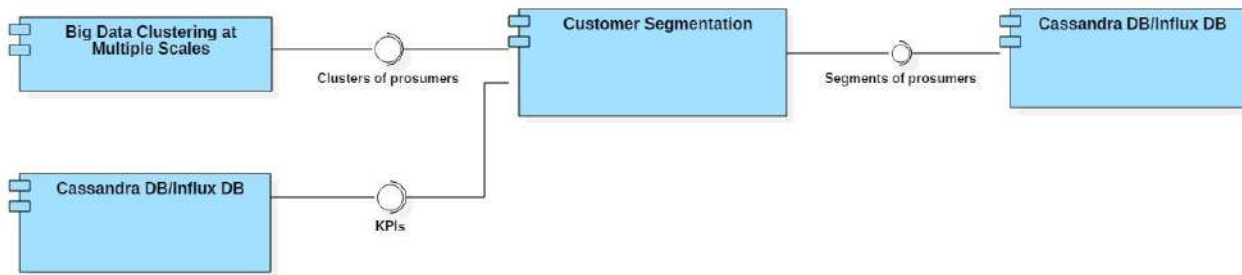 Big Data Clustering at
Multiple Scales
Clusters of prosumers
Customer Segmentation
Segments of prosumers
Cassandra DB/Influx DB
Cassandra DB/Influx DB
KPIs